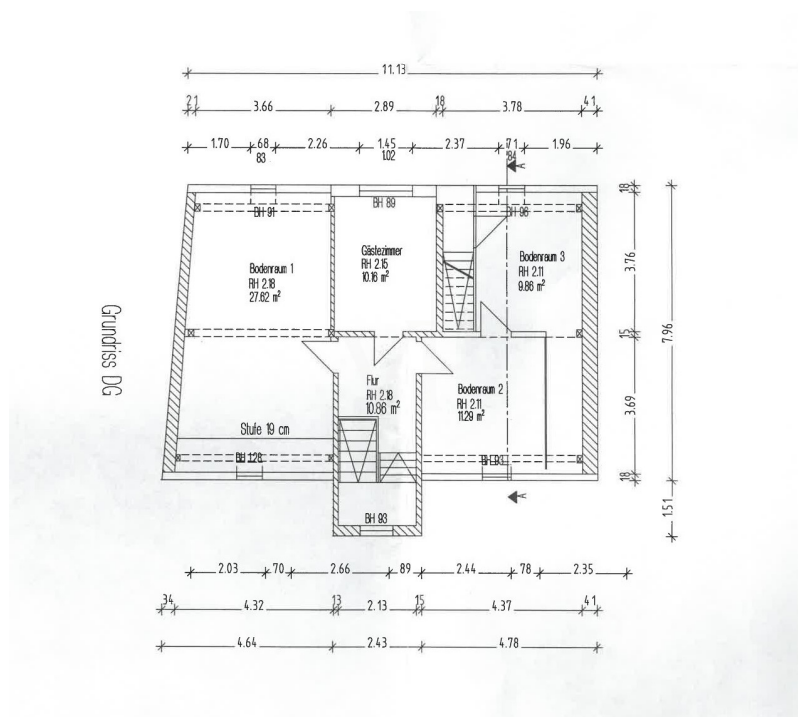 11.13
21 3.66 2.89 18 3.78 41
1.70 68 2.26 1.45 2.37 71 1.96
83 1.02 84
A
BH 91 BH 89 BH 96
18
Gästezimmer
RH 2.15
10.16 m²
Bodenraum 1
RH 2.18
27.62 m²
Bodenraum 3
RH 2.11
9.86 m²
3.76
Grundriss DG
15
7.96
Flur
RH 2.18
10.86 m²
Bodenraum 2
RH 2.11
11.29 m²
3.69
Stufe 19 cm
BH 1.28 BH 93
18
A
1.51
BH 93
2.03 70 2.66 89 2.44 78 2.35
34 4.32 13 2.13 15 4.37 41
4.64 2.43 4.78